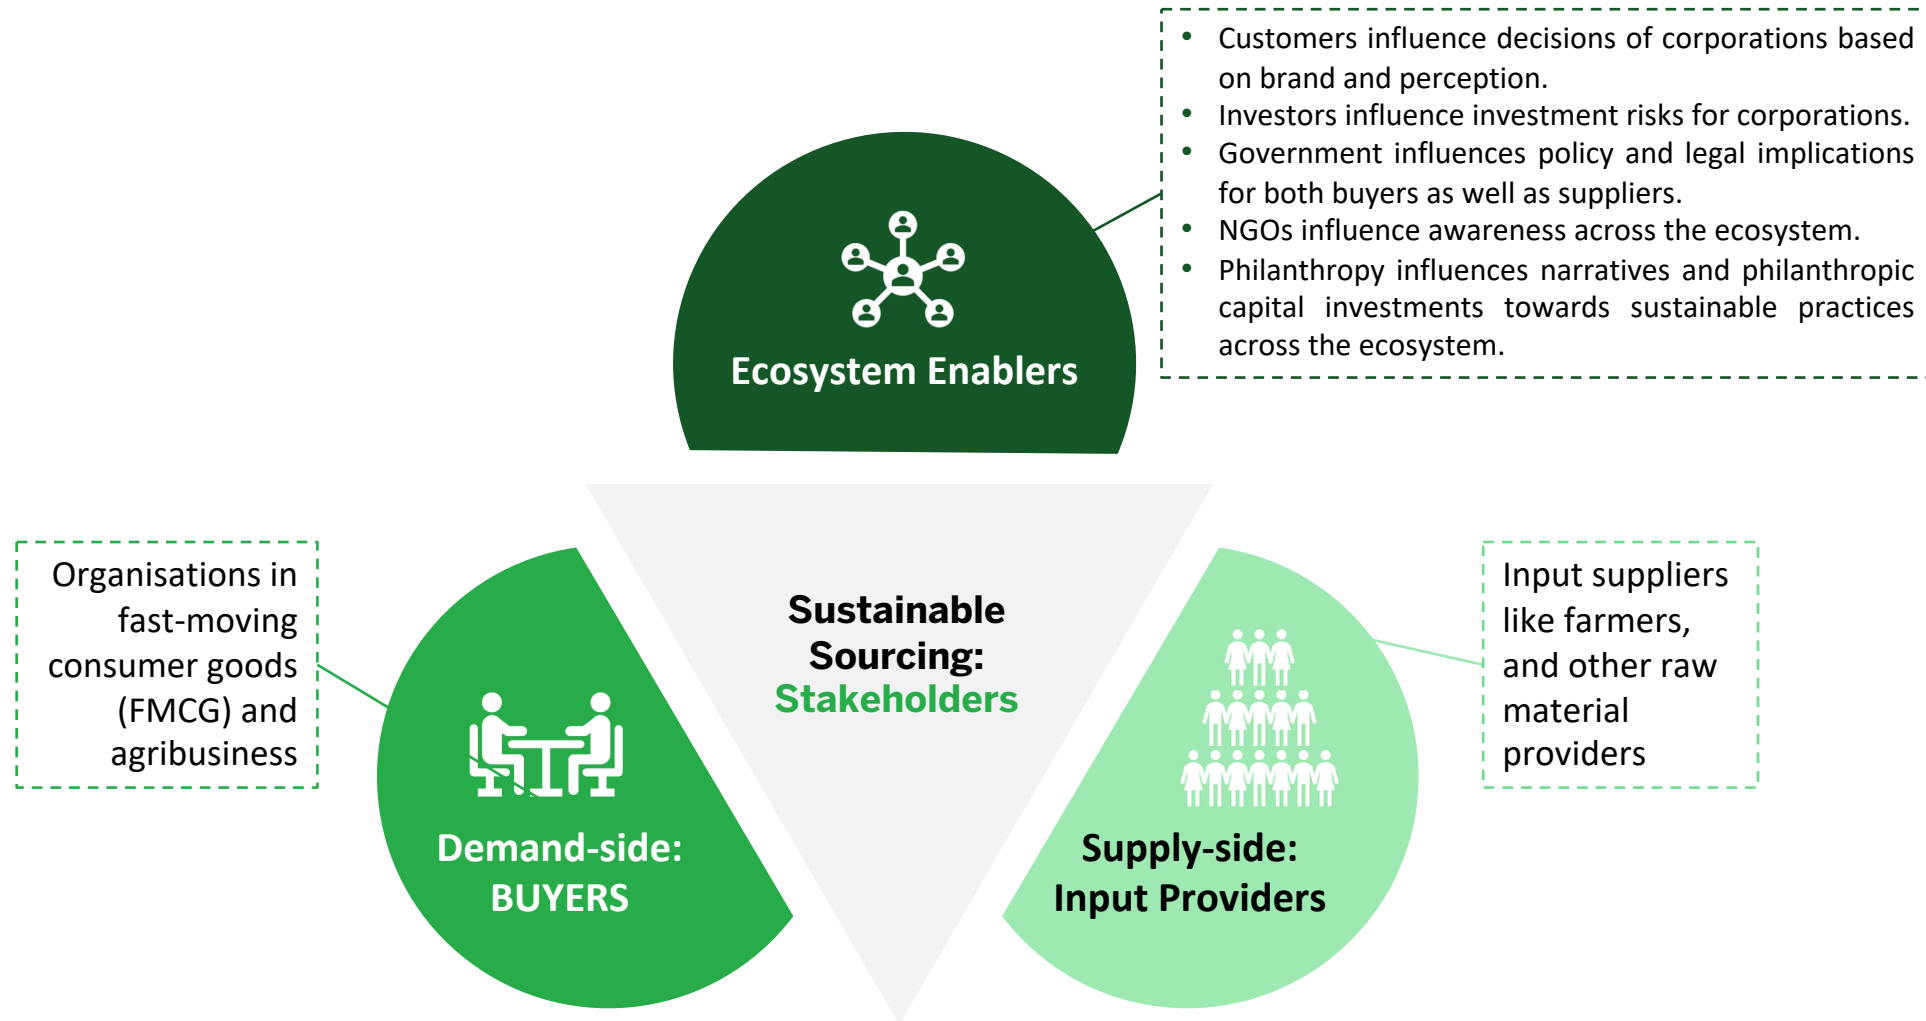 • Customers influence decisions of corporations based
on brand and perception.
• Investors influence investment risks for corporations.
• Government influences policy and legal implications
for both buyers as well as suppliers.
• NGOs influence awareness across the ecosystem.
• Philanthropy influences narratives and philanthropic
capital investments towards sustainable practices
across the ecosystem.
Ecosystem Enablers
Organisations in
fast-moving
consumer goods
(FMCG) and
agribusiness
Sustainable
Sourcing:
Stakeholders
Input suppliers
like farmers,
and other raw
material
providers
Demand-side:
BUYERS
Supply-side:
Input Providers